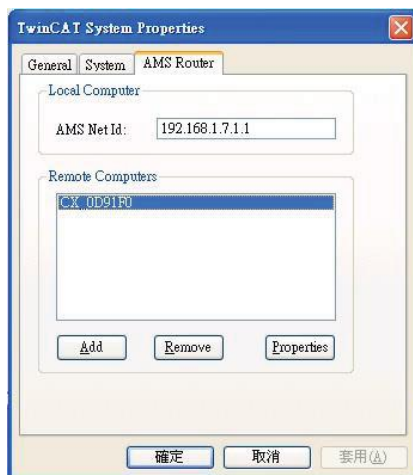 TwinCAT System Properties
General System AMS Router
Local Computer
AMS Net Id: 192.168.1.7.1.1
Remote Computers
CX_0D91F0
Add Remove Properties
確定 取消 套用(A)